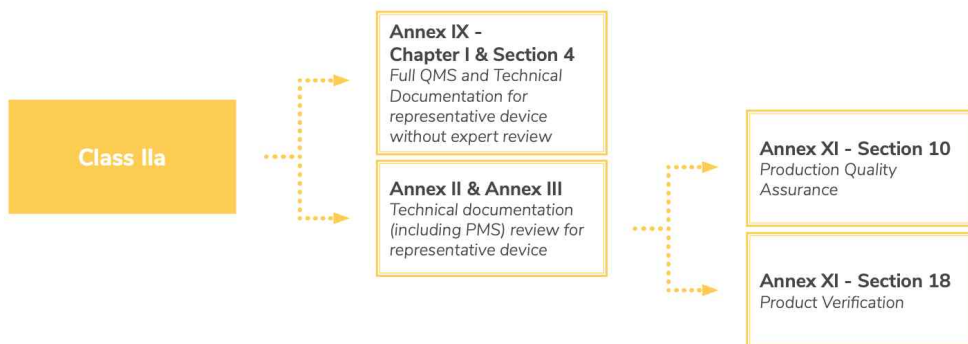 Class IIa
Annex IX -
Chapter I & Section 4
Full QMS and Technical
Documentation for
representative device
without expert review
Annex II & Annex III
Technical documentation
(including PMS) review for
representative device
Annex XI - Section 10
Production Quality
Assurance
Annex XI - Section 18
Product Verification